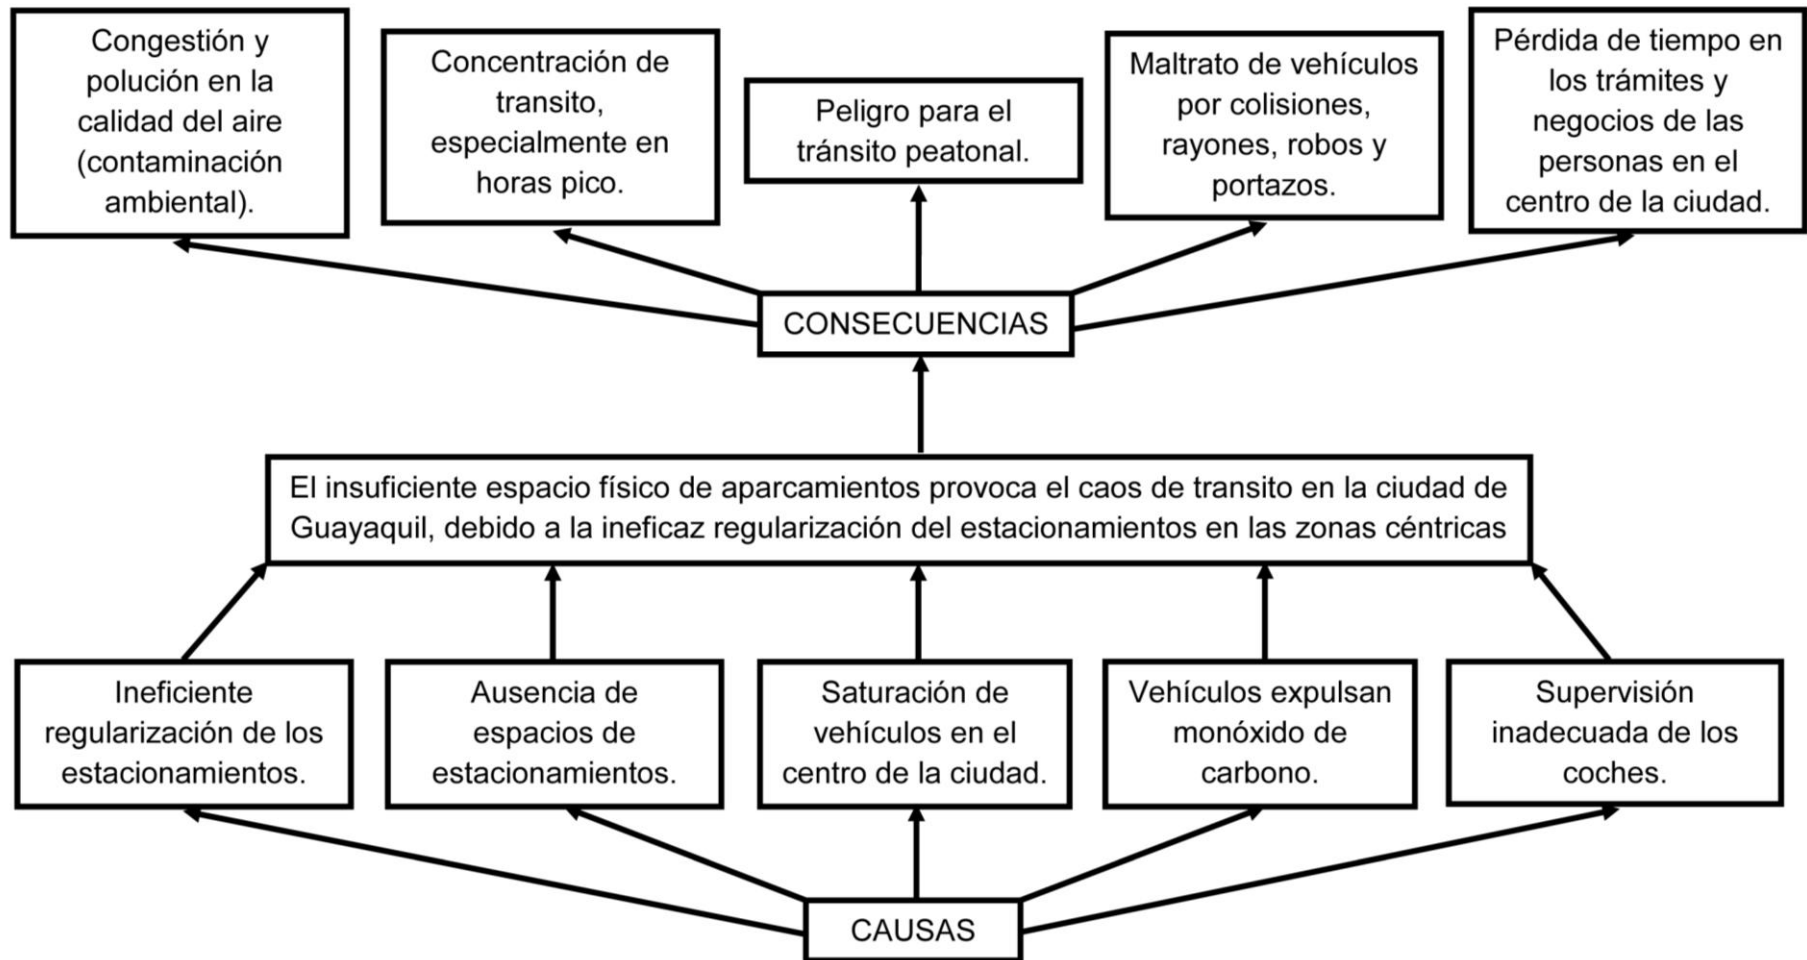 Congestión y
polución en la
calidad del aire
(contaminación
ambiental).
Concentración de
transito,
especialmente en
horas pico.
Peligro para el
tránsito peatonal.
Maltrato de vehículos
por colisiones,
rayones, robos y
portazos.
Pérdida de tiempo en
los trámites y
negocios de las
personas en el
centro de la ciudad.
CONSECUENCIAS
El insuficiente espacio físico de aparcamientos provoca el caos de transito en la ciudad de
Guayaquil, debido a la ineficaz regularización del estacionamientos en las zonas céntricas
Ineficiente
regularización de los
estacionamientos.
Ausencia de
espacios de
estacionamientos.
Saturación de
vehículos en el
centro de la ciudad.
Vehículos expulsan
monóxido de
carbono.
Supervisión
inadecuada de los
coches.
CAUSAS